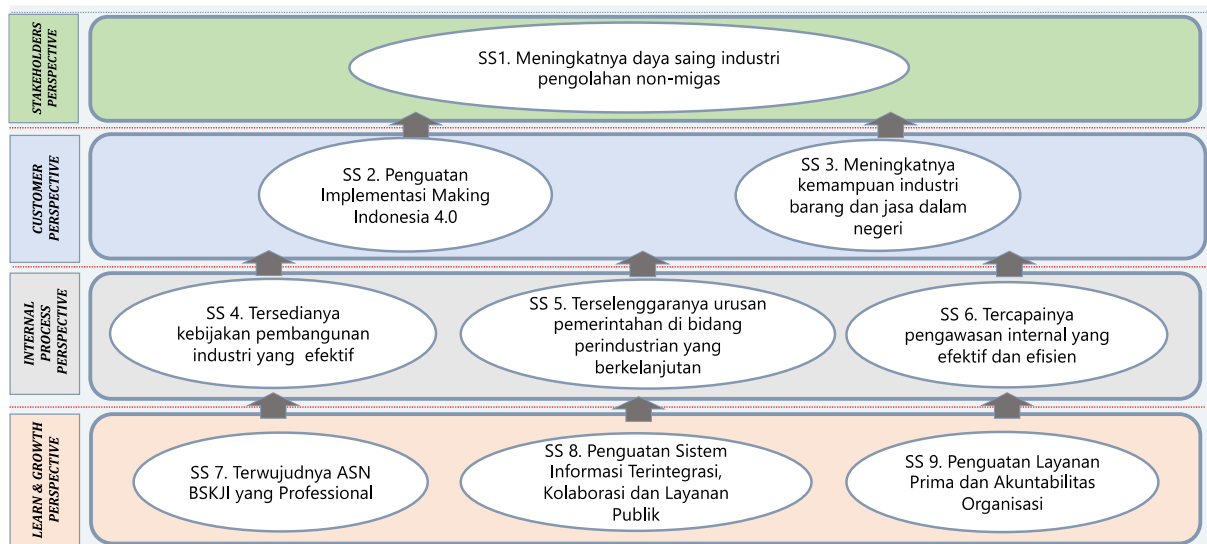 STAKEHOLDERS
PERSPECTIVE
SS1. Meningkatnya daya saing industri
pengolahan non-migas
CUSTOMER
PERSPECTIVE
SS 2. Penguatan
Implementasi Making
Indonesia 4.0
SS 3. Meningkatnya
kemampuan industri
barang dan jasa dalam
negeri
INTERNAL
PROCESS
PERSPECTIVE
SS 4. Tersedianya
kebijakan pembangunan
industri yang efektif
SS 5. Terselenggaranya urusan
pemerintahan di bidang
perindustrian yang
berkelanjutan
SS 6. Tercapainya
pengawasan internal yang
efektif dan efisien
LEARN & GROWTH
PERSPECTIVE
SS 7. Terwujudnya ASN
BSKJI yang Professional
SS 8. Penguatan Sistem
Informasi Terintegrasi,
Kolaborasi dan Layanan
Publik
SS 9. Penguatan Layanan
Prima dan Akuntabilitas
Organisasi